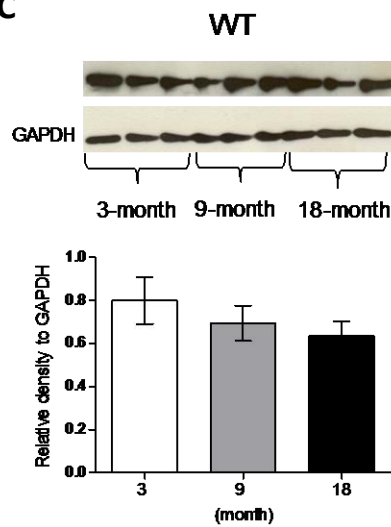 C
WT
GAPDH
3-month 9-month 18-month
Relative density to GAPDH
1.0
0.8
0.6
0.4
0.2
0.0
3 9 18
(month)